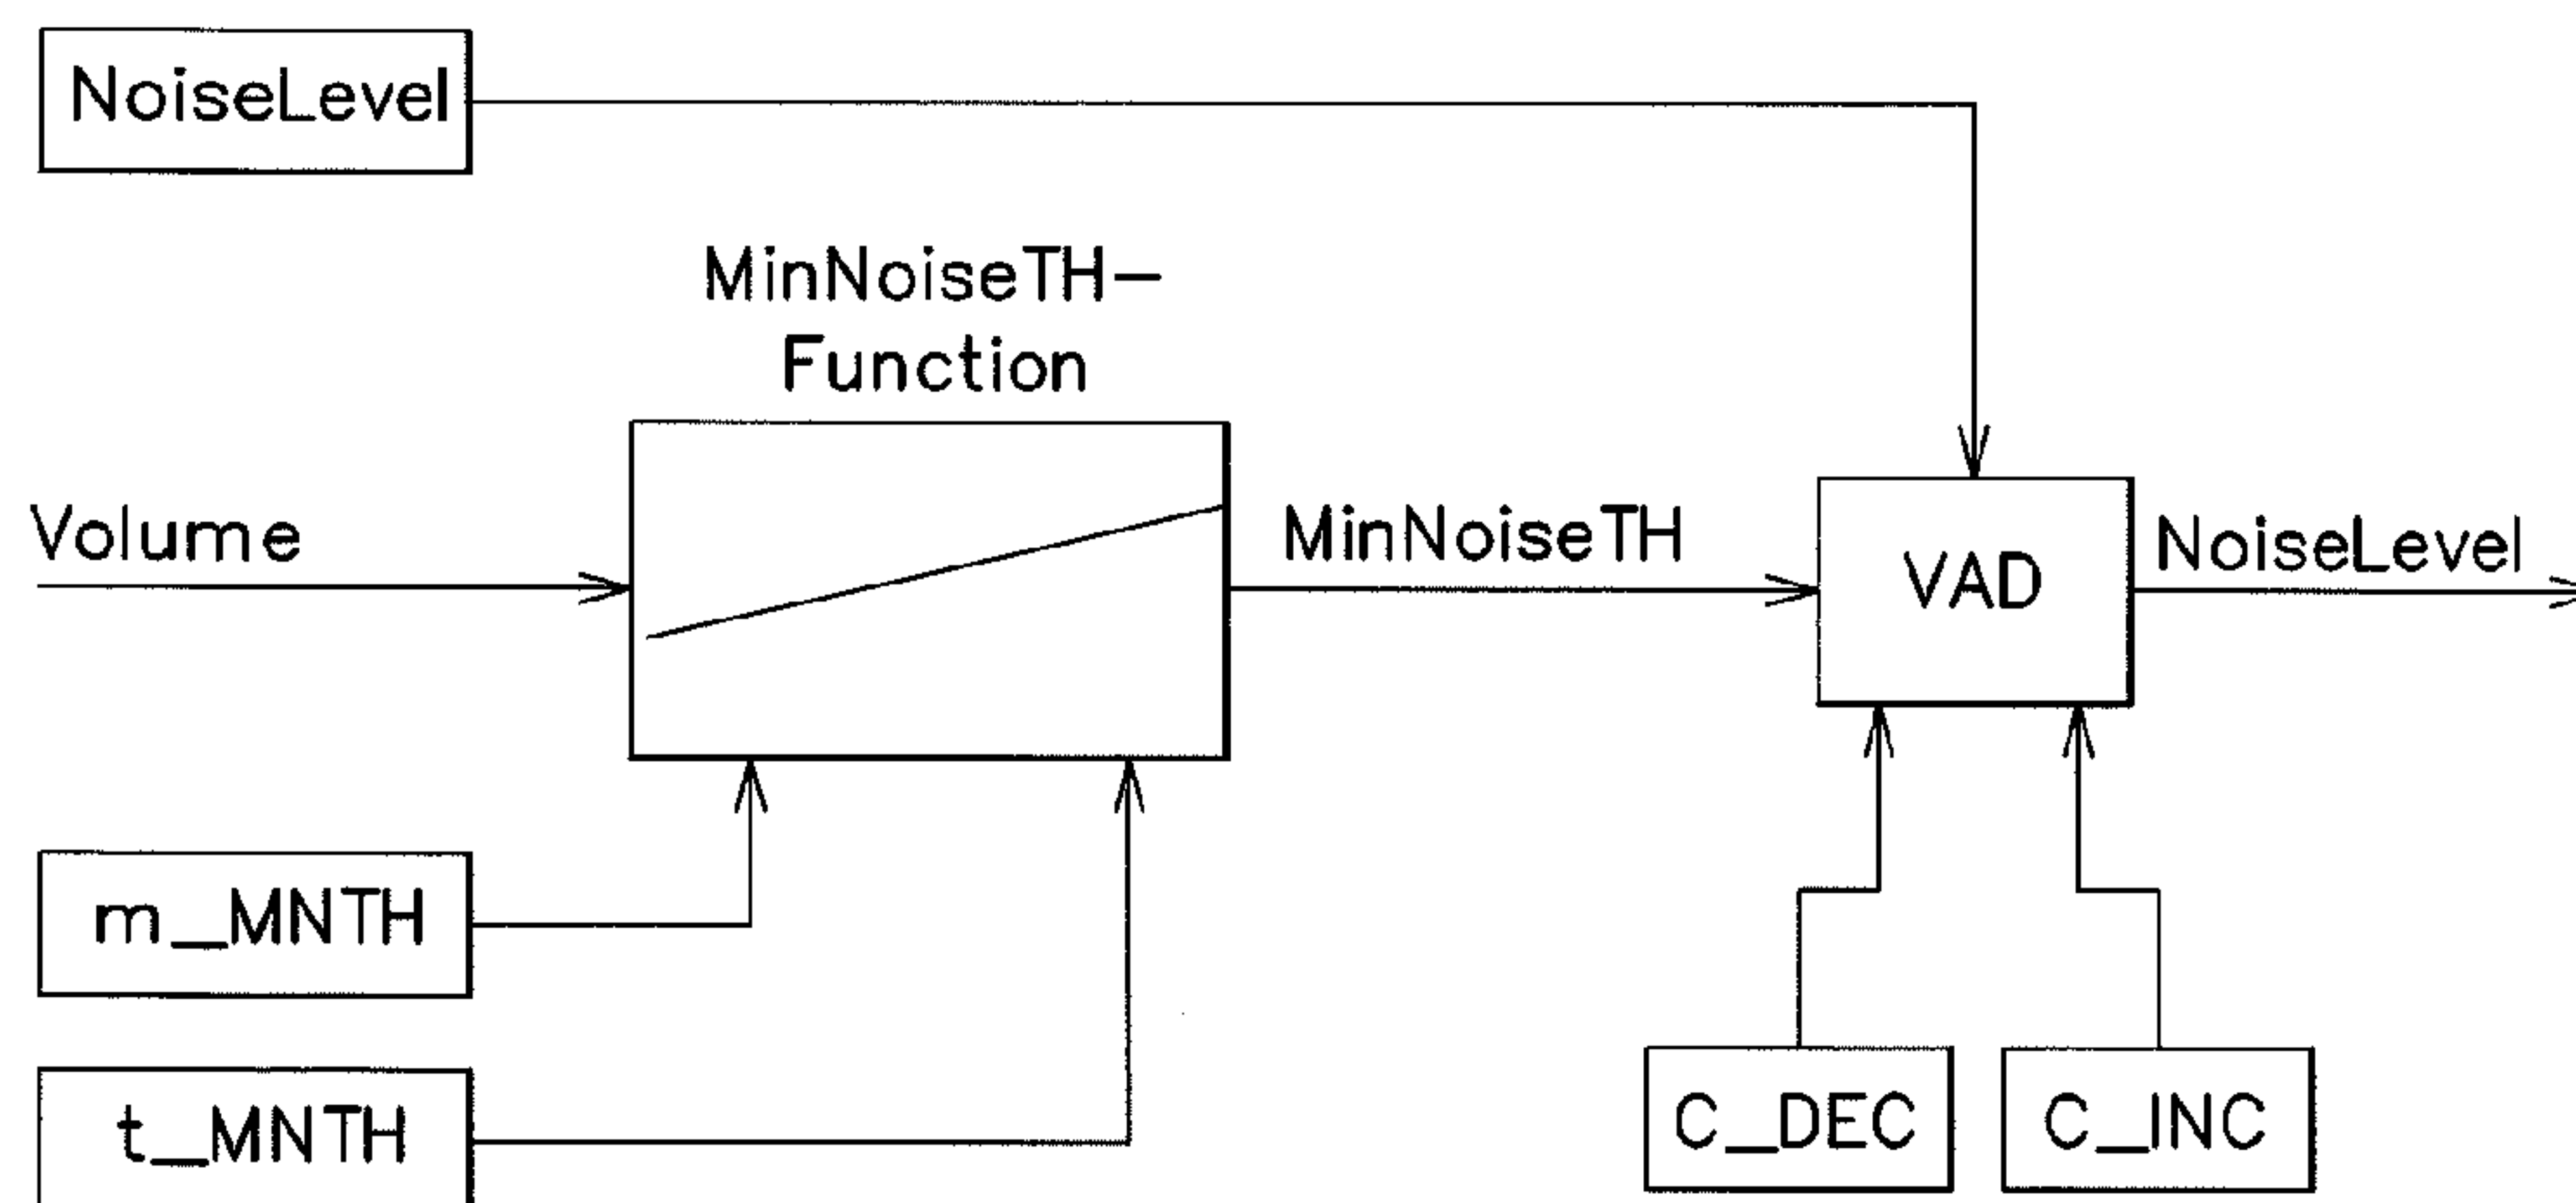 NoiseLevel
MinNoiseTH-
Function
Volume
MinNoiseTH
VAD
NoiseLevel
m_MNTH
t_MNTH
C_DEC
C_INC